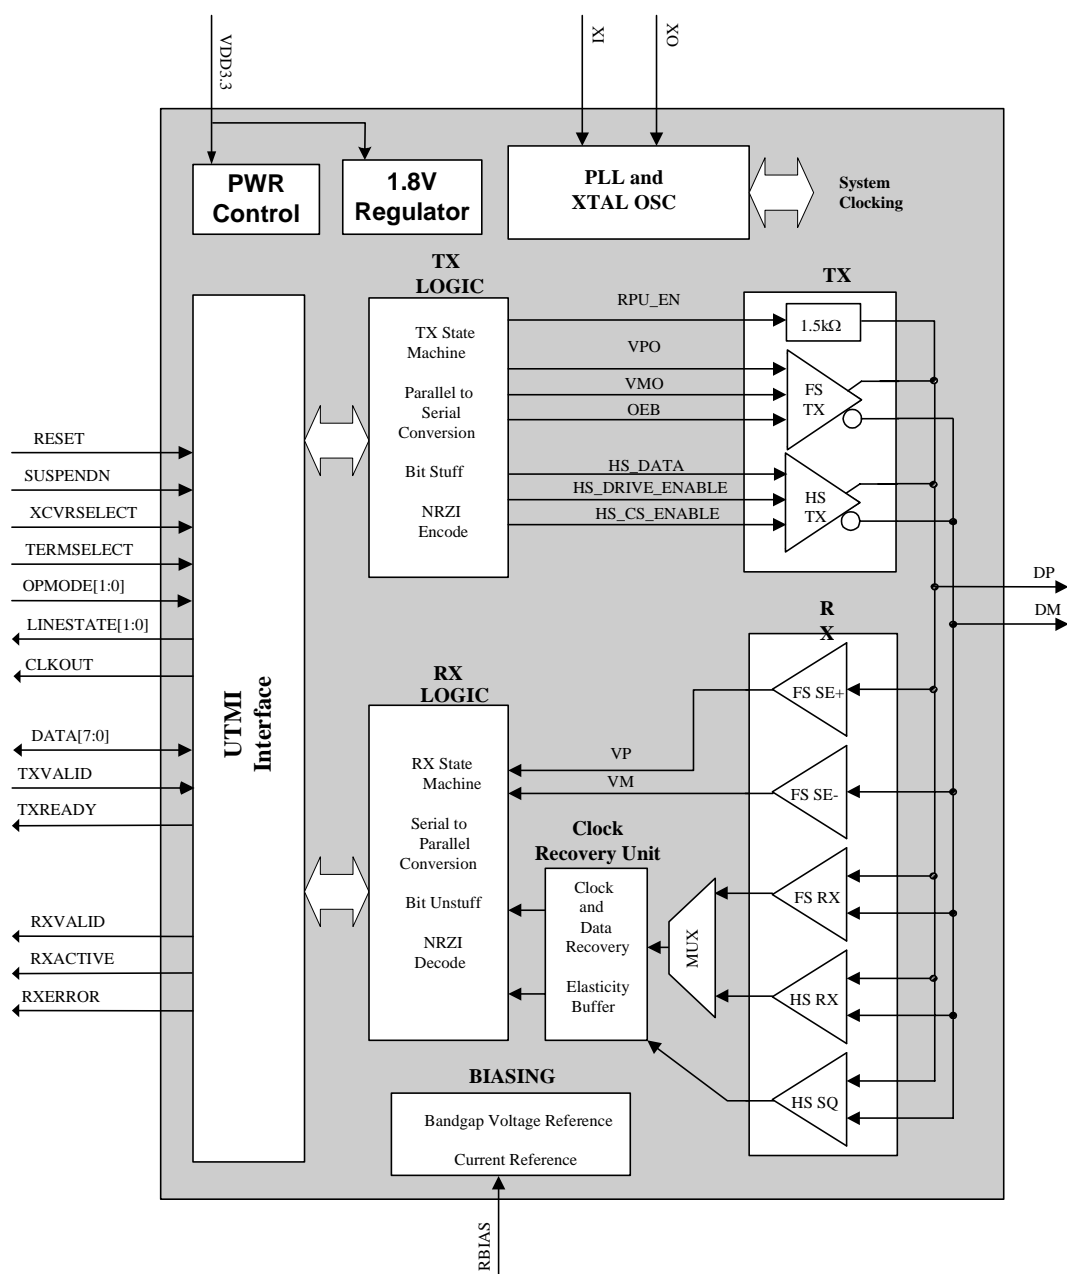 VDD3.3
XI
XO
PWR
Control
1.8V
Regulator
PLL and
XTAL OSC
System
Clocking
TX
LOGIC
TX State
Machine
Parallel to
Serial
Conversion
Bit Stuff
NRZI
Encode
RPU_EN
VPO
VMO
OEB
HS_DATA
HS_DRIVE_ENABLE
HS_CS_ENABLE
TX
1.5kΩ
FS
TX
HS
TX
RESET
SUSPENDN
XCVRSELECT
TERMSELECT
OPMODE[1:0]
LINESTATE[1:0]
CLKOUT
DATA[7:0]
TXVALID
TXREADY
RXVALID
RXACTIVE
RXERROR
UTMI
Interface
DP
DM
RX
LOGIC
RX State
Machine
Serial to
Parallel
Conversion
Bit Unstuff
NRZI
Decode
VP
VM
Clock
Recovery Unit
Clock
and
Data
Recovery
Elasticity
Buffer
MUX
R
X
FS SE+
FS SE-
FS RX
HS RX
HS SQ
BIASING
Bandgap Voltage Reference
Current Reference
RBIAS